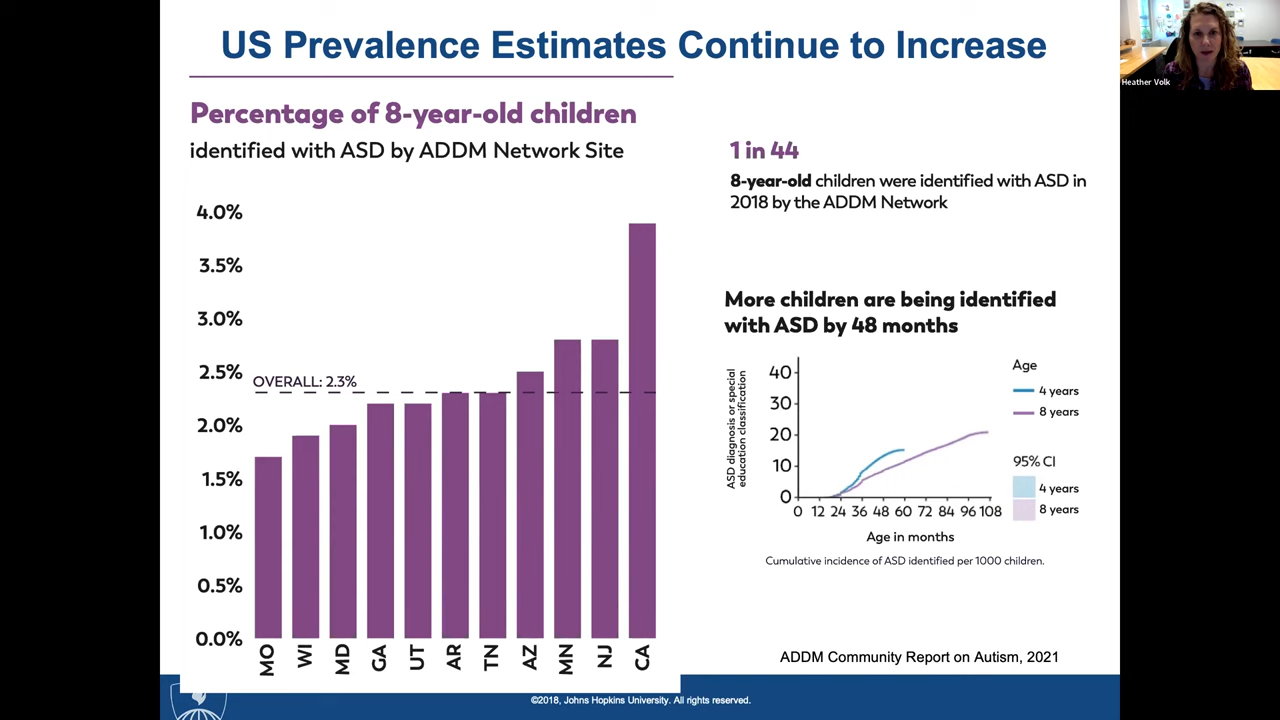 US Prevalence Estimates Continue to Increase
Heather Volk
Percentage of 8-year-old children
identified with ASD by ADDM Network Site
4.0%
3.5%
3.0%
2.5%
2.0%
1.5%
1.0%
0.5%
0.0%
OVERALL: 2.3%
MO WI MD GA UT AR TN AZ MN NJ CA
1 in 44
8-year-old children were identified with ASD in
2018 by the ADDM Network
More children are being identified
with ASD by 48 months
ASD diagnosis or special
education classification
40
30
20
10
0
0 12 24 36 48 60 72 84 96 108
Age in months
Age
4 years
8 years
95% CI
4 years
8 years
Cumulative incidence of ASD identified per 1000 children.
ADDM Community Report on Autism, 2021
©2018, Johns Hopkins University. All rights reserved.